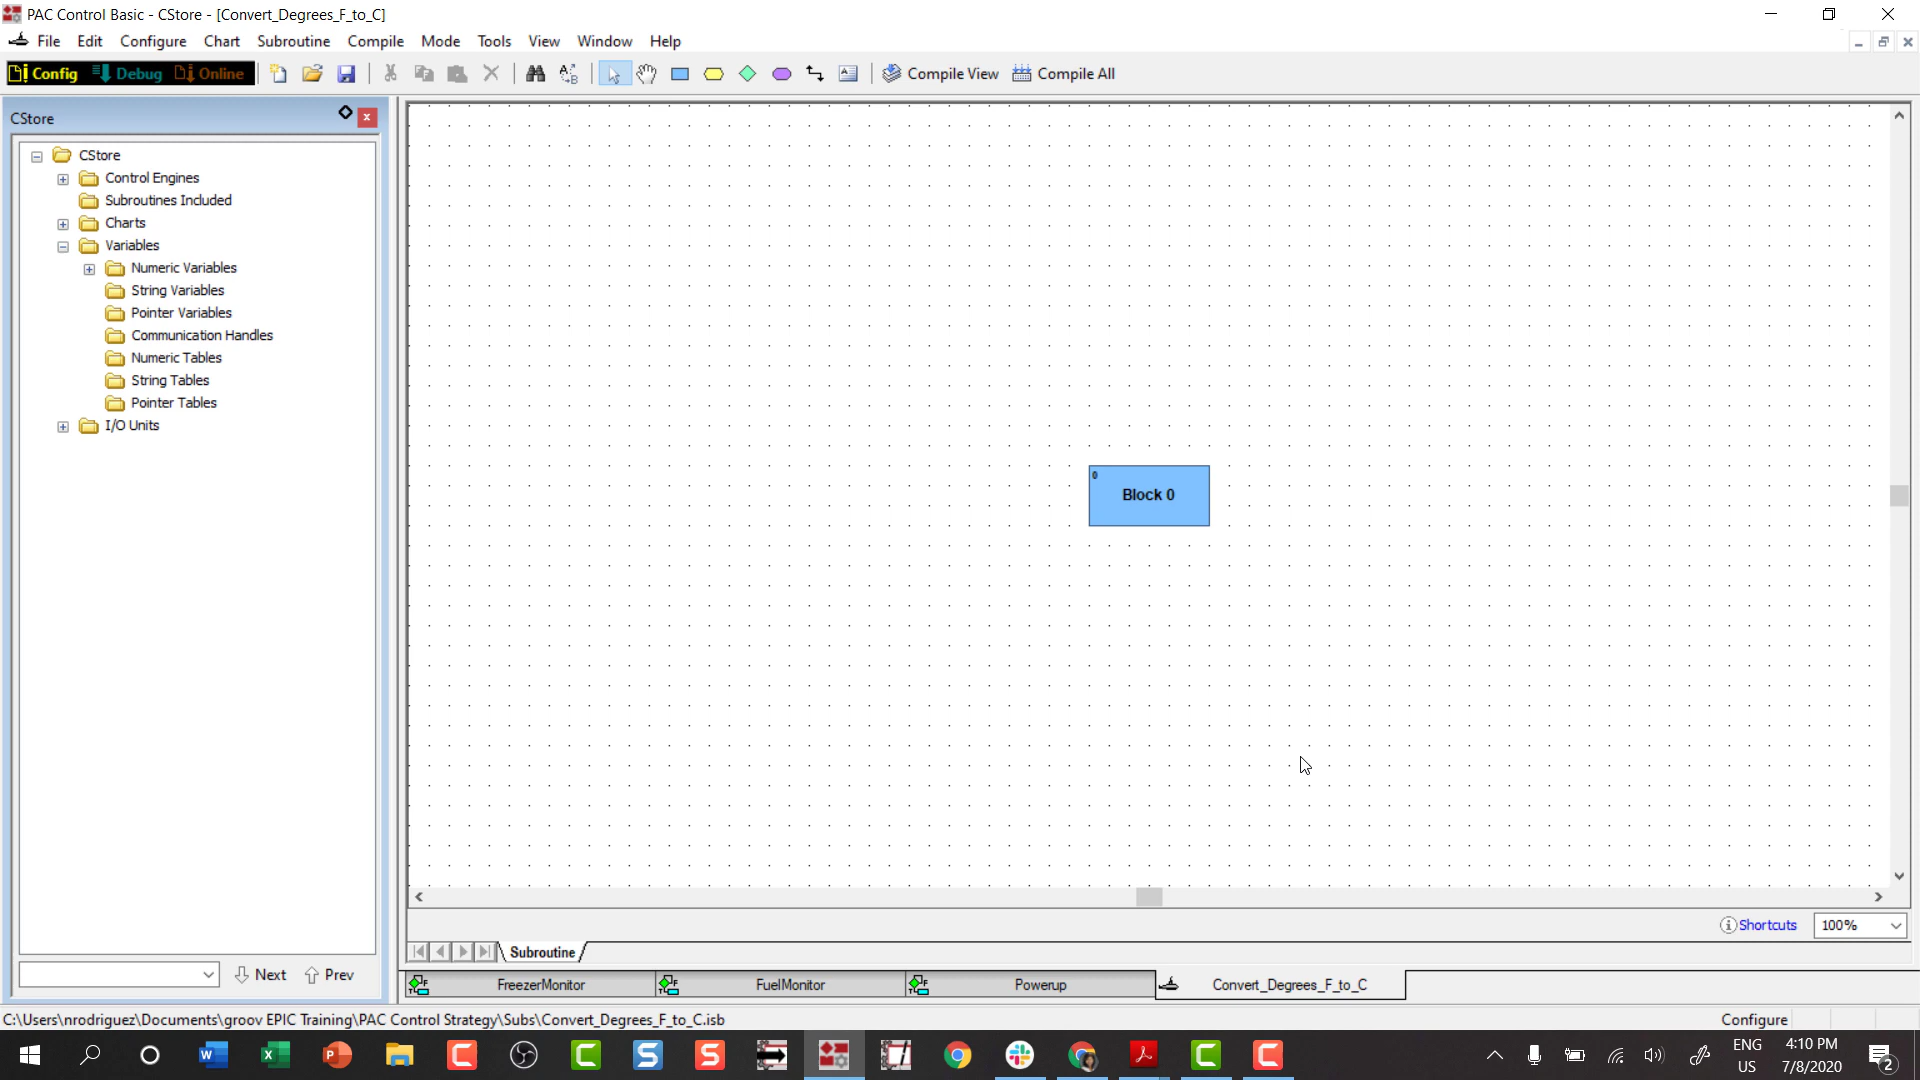 PAC Control Basic - CStore - [Convert_Degrees_F_to_C]
File Edit Configure Chart Subroutine Compile Mode Tools View Window Help
Config Debug Online Compile View Compile All
CStore
CStore
Control Engines
Subroutines Included
Charts
Variables
Numeric Variables
String Variables
Pointer Variables
Communication Handles
Numeric Tables
String Tables
Pointer Tables
I/O Units
0
Block 0
Shortcuts 100%
Subroutine
Next Prev
FreezerMonitor FuelMonitor Powerup Convert_Degrees_F_to_C
C:\Users\nrodriguez\Documents\groov EPIC Training\PAC Control Strategy\Subs\Convert_Degrees_F_to_C.isb Configure
ENG 4:10 PM
US 7/8/2020 2